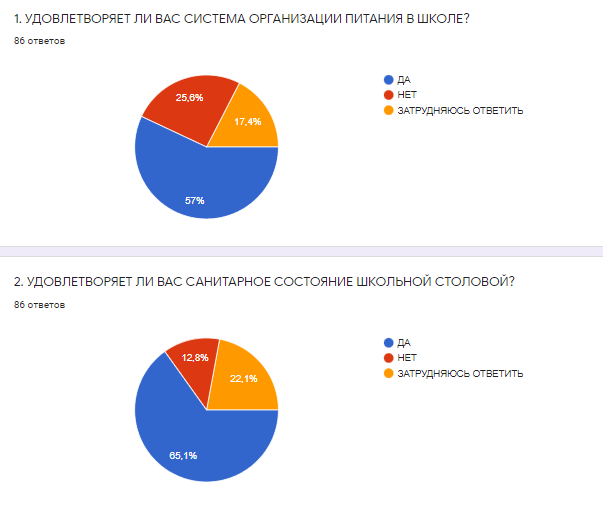 1. УДОВЛЕТВОРЯЕТ ЛИ ВАС СИСТЕМА ОРГАНИЗАЦИИ ПИТАНИЯ В ШКОЛЕ?
86 ответов
ДА
НЕТ
ЗАТРУДНЯЮСЬ ОТВЕТИТЬ
25,6%
17,4%
57%
2. УДОВЛЕТВОРЯЕТ ЛИ ВАС САНИТАРНОЕ СОСТОЯНИЕ ШКОЛЬНОЙ СТОЛОВОЙ?
86 ответов
ДА
НЕТ
ЗАТРУДНЯЮСЬ ОТВЕТИТЬ
12,8%
22,1%
65,1%